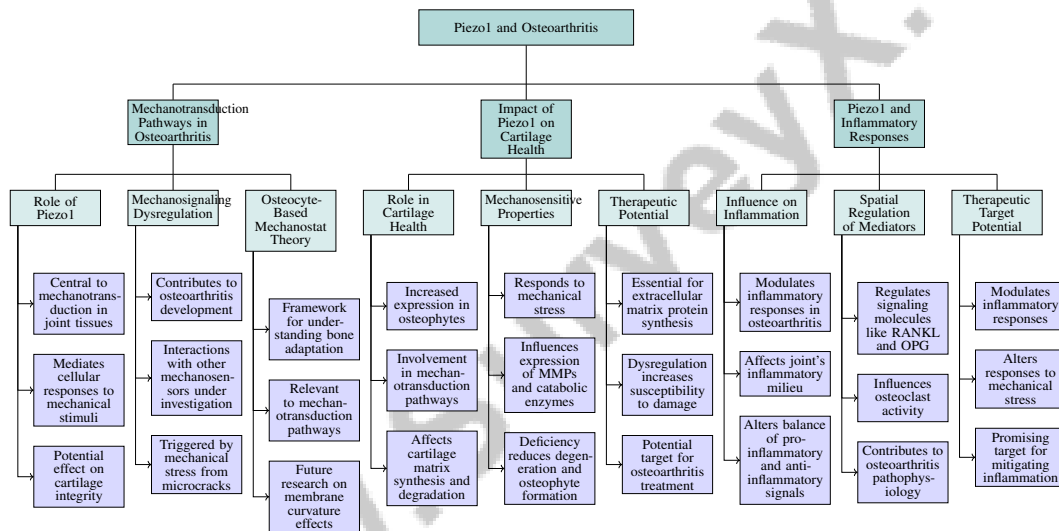 Piezo1 and Osteoarthritis
Mechanotransduction
Pathways in
Osteoarthritis
Impact of
Piezo1 on
Cartilage
Health
Piezo1 and
Inflammatory
Responses
Role of
Piezo1
Mechanosignaling
Dysregulation
Osteocyte-
Based
Mechanostat
Theory
Role in
Cartilage
Health
Mechanosensitive
Properties
Therapeutic
Potential
Influence on
Inflammation
Spatial
Regulation
of Mediators
Therapeutic
Target
Potential
Central to
mechanotrans-
duction in
joint tissues
Mediates
cellular
responses to
mechanical
stimuli
Potential
effect on
cartilage
integrity
Contributes to
osteoarthritis
development
Interactions
with other
mechanosen-
sors under
investigation
Triggered by
mechanical
stress from
microcracks
Framework
for under-
standing bone
adaptation
Relevant
to mechan-
otransduction
pathways
Future
research on
membrane
curvature
effects
Increased
expression in
osteophytes
Involvement
in mechan-
otransduction
pathways
Affects
cartilage
matrix
synthesis and
degradation
Responds to
mechanical
stress
Influences
expression
of MMPs and
catabolic
enzymes
Deficiency
reduces degen-
eration and
osteophyte
formation
Essential for
extracellular
matrix protein
synthesis
Dysregulation
increases
susceptibility
to damage
Potential
target for
osteoarthritis
treatment
Modulates
inflammatory
responses in
osteoarthritis
Affects joint's
inflammatory
milieu
Alters
balance of pro-
inflammatory
and anti-
inflammatory
signals
Regulates
signaling
molecules
like RANKL
and OPG
Influences
osteoclast
activity
Contributes to
osteoarthritis
pathophys-
iology
Modulates
inflammatory
responses
Alters
responses to
mechanical
stress
Promising
target for
mitigating
inflammation